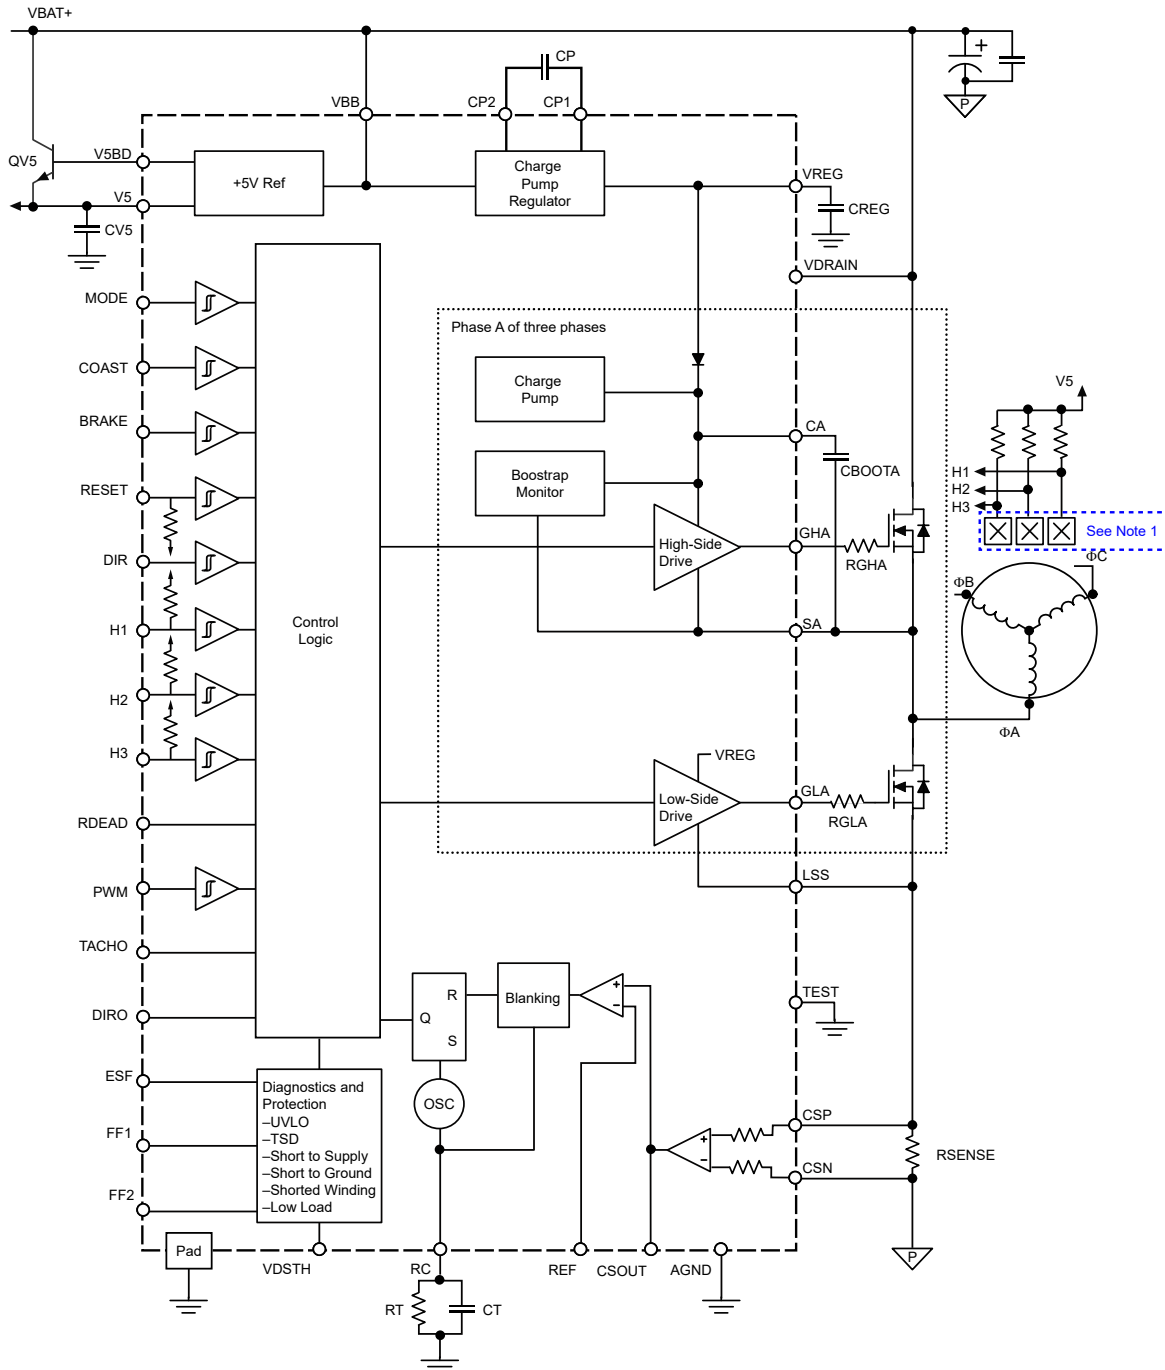 VBAT+
CP
VBB
CP2
CP1
QV5
V5BD
+5V Ref
Charge
Pump
Regulator
P
V5
CV5
VREG
CREG
VDRAIN
MODE
COAST
BRAKE
RESET
DIR
H1
H2
H3
RDEAD
PWM
TACHO
DIRO
ESF
FF1
FF2
Control
Logic
Phase A of three phases
Charge
Pump
Boostrap
Monitor
High-Side
Drive
CA
CBOOTA
GHA
RGHA
SA
VREG
Low-Side
Drive
GLA
RGLA
LSS
V5
H1
H2
H3
See Note 1
ΦB
ΦC
ΦA
R
Q
S
Blanking
+
–
OSC
TEST
Diagnostics and
Protection
–UVLO
–TSD
–Short to Supply
–Short to Ground
–Shorted Winding
–Low Load
+
–
CSP
CSN
RSENSE
P
Pad
VDSTH
RC
REF
CSOUT
AGND
RT
CT
+